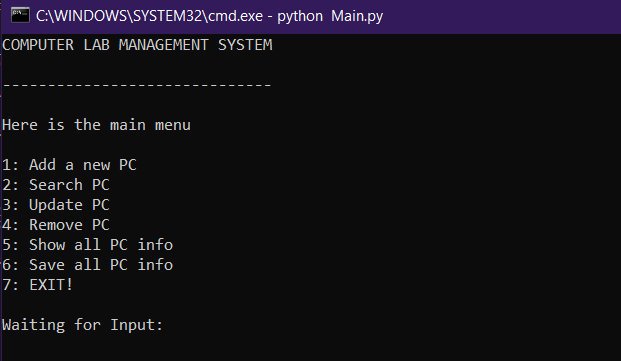 C:\WINDOWS\SYSTEM32\cmd.exe - python  Main.py
COMPUTER LAB MANAGEMENT SYSTEM
------------------------------
Here is the main menu
1: Add a new PC
2: Search PC
3: Update PC
4: Remove PC
5: Show all PC info
6: Save all PC info
7: EXIT!
Waiting for Input: